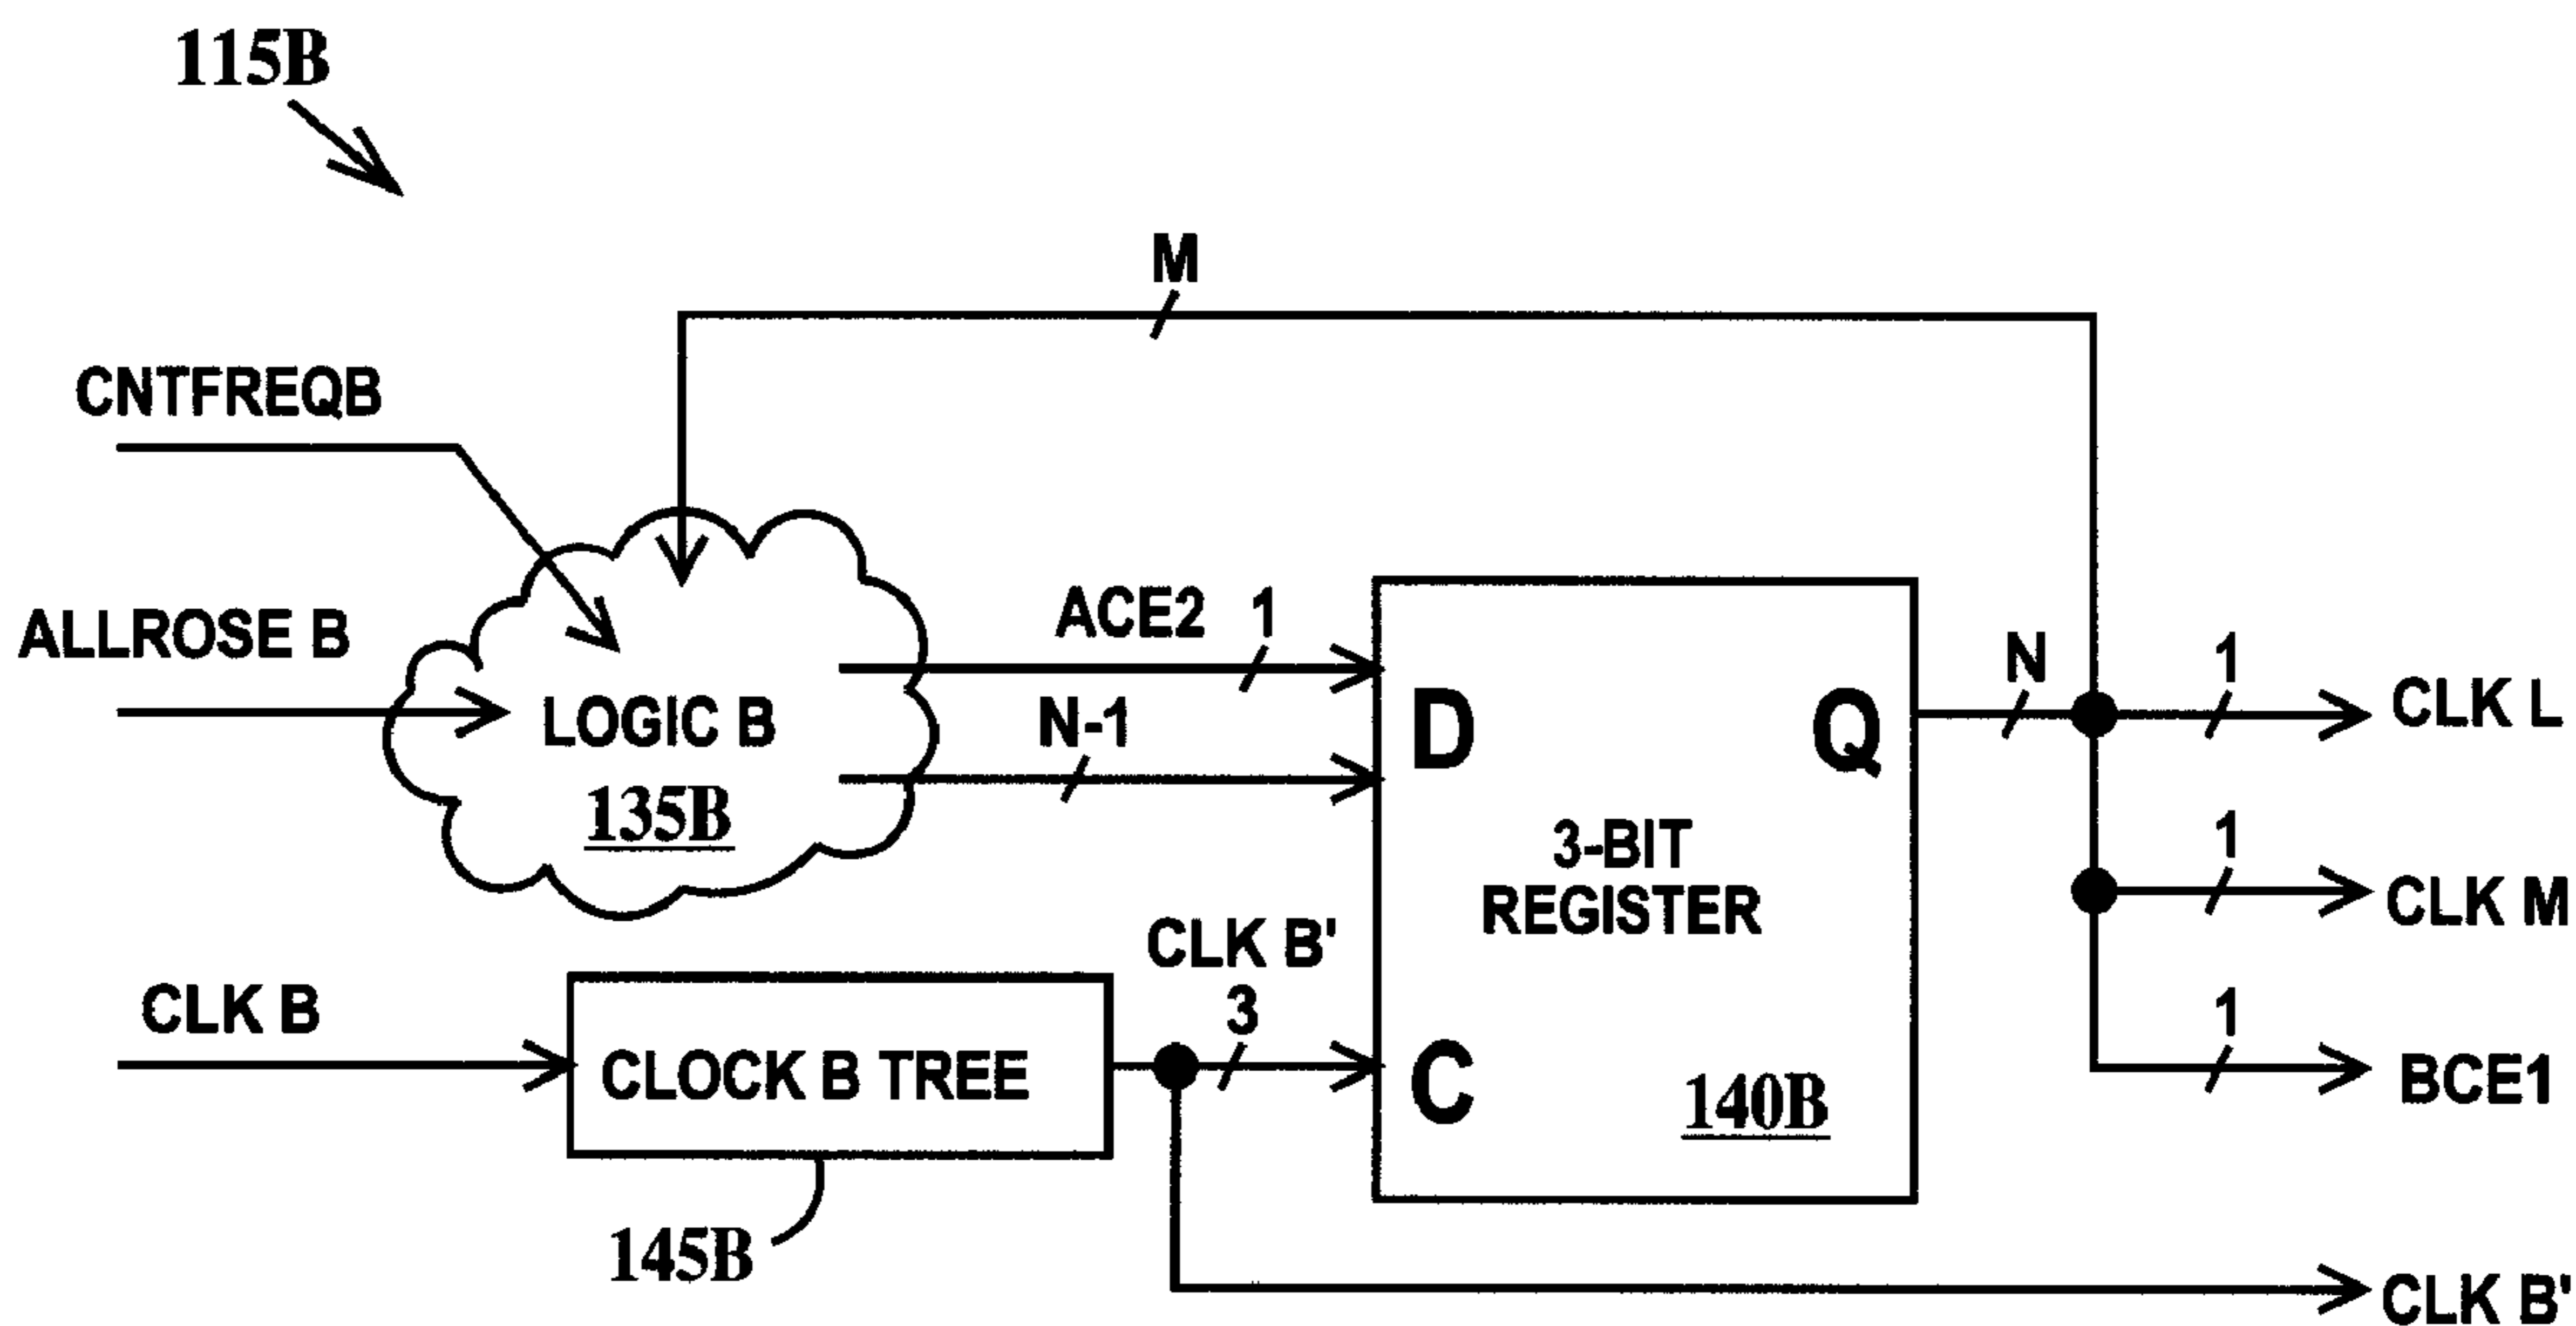 115B
M
CNTFREQB
ALLROSE B
ACE2
1
N-1
LOGIC B
135B
D
Q
N
1
CLK L
3-BIT
REGISTER
1
CLK M
CLK B
CLOCK B TREE
CLK B'
3
C
140B
1
BCE1
145B
CLK B'